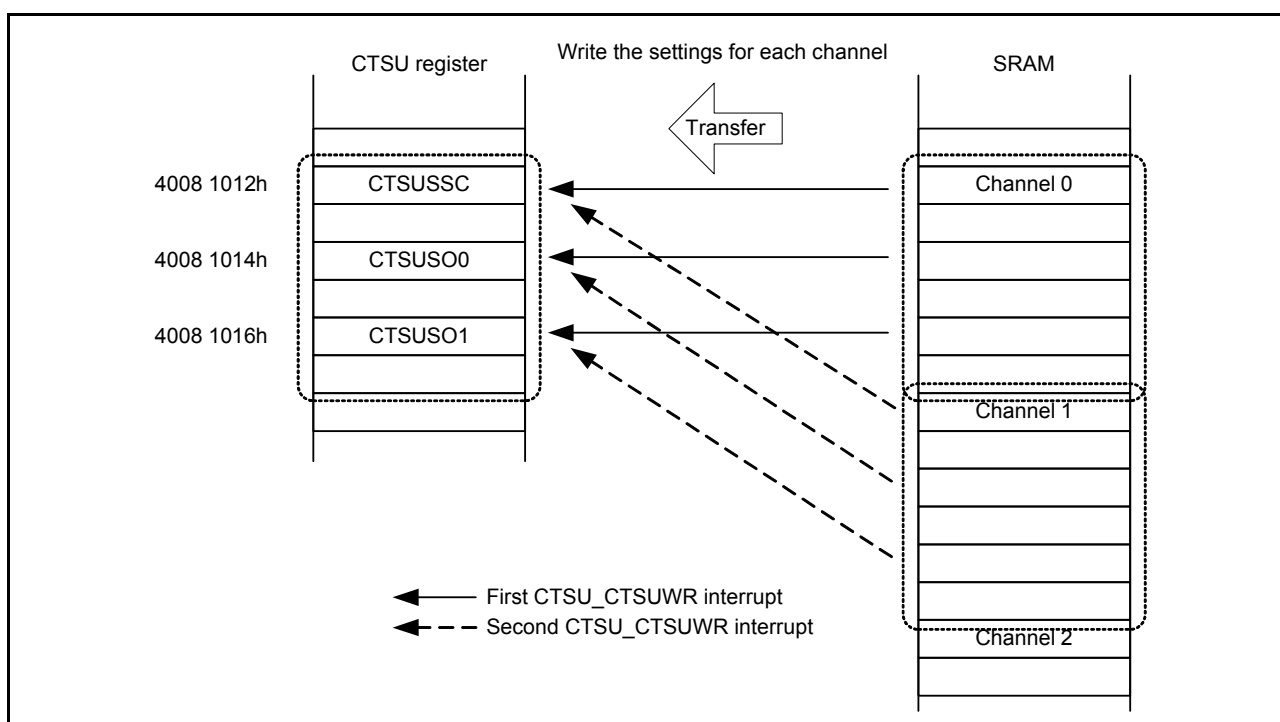 Write the settings for each channel
CTSU register
SRAM
Transfer
4008 1012h
CTSUSSC
Channel 0
4008 1014h
CTSUSO0
4008 1016h
CTSUSO1
Channel 1
First CTSU_CTSUWR interrupt
Second CTSU_CTSUWR interrupt
Channel 2